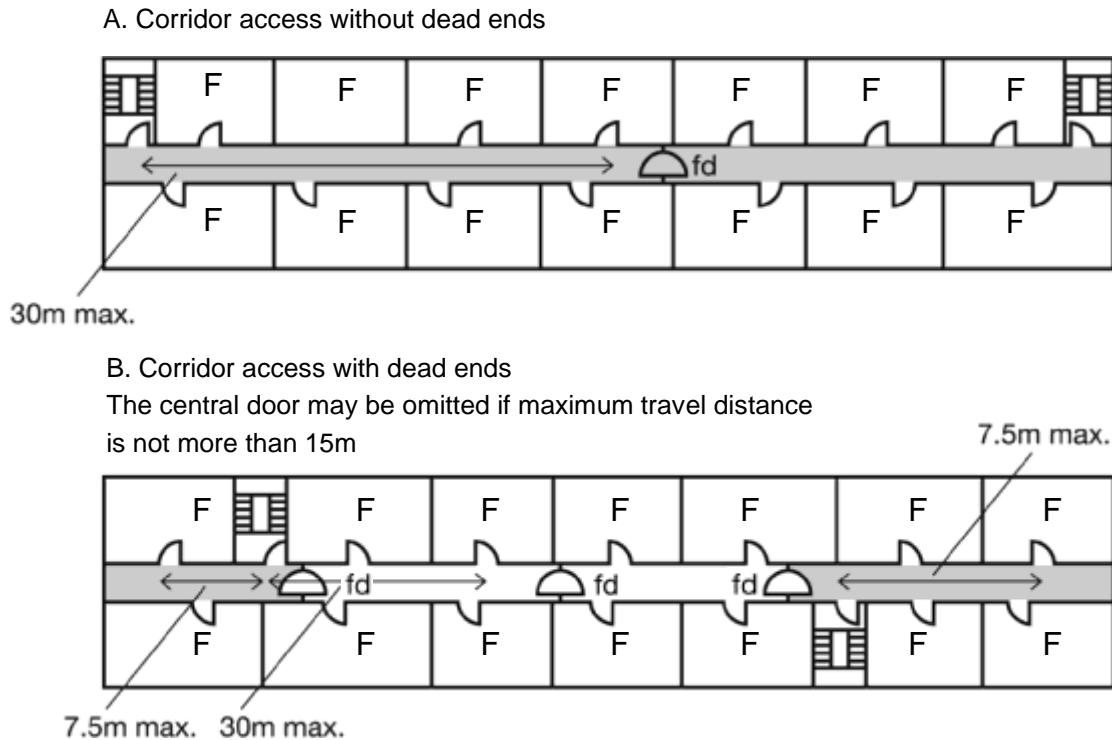 A. Corridor access without dead ends
F F F F F F F
fd
F F F F F F F
30m max.
B. Corridor access with dead ends
The central door may be omitted if maximum travel distance
is not more than 15m
7.5m max.
F F F F F F F
fd fd fd
F F F F F F F
7.5m max. 30m max.